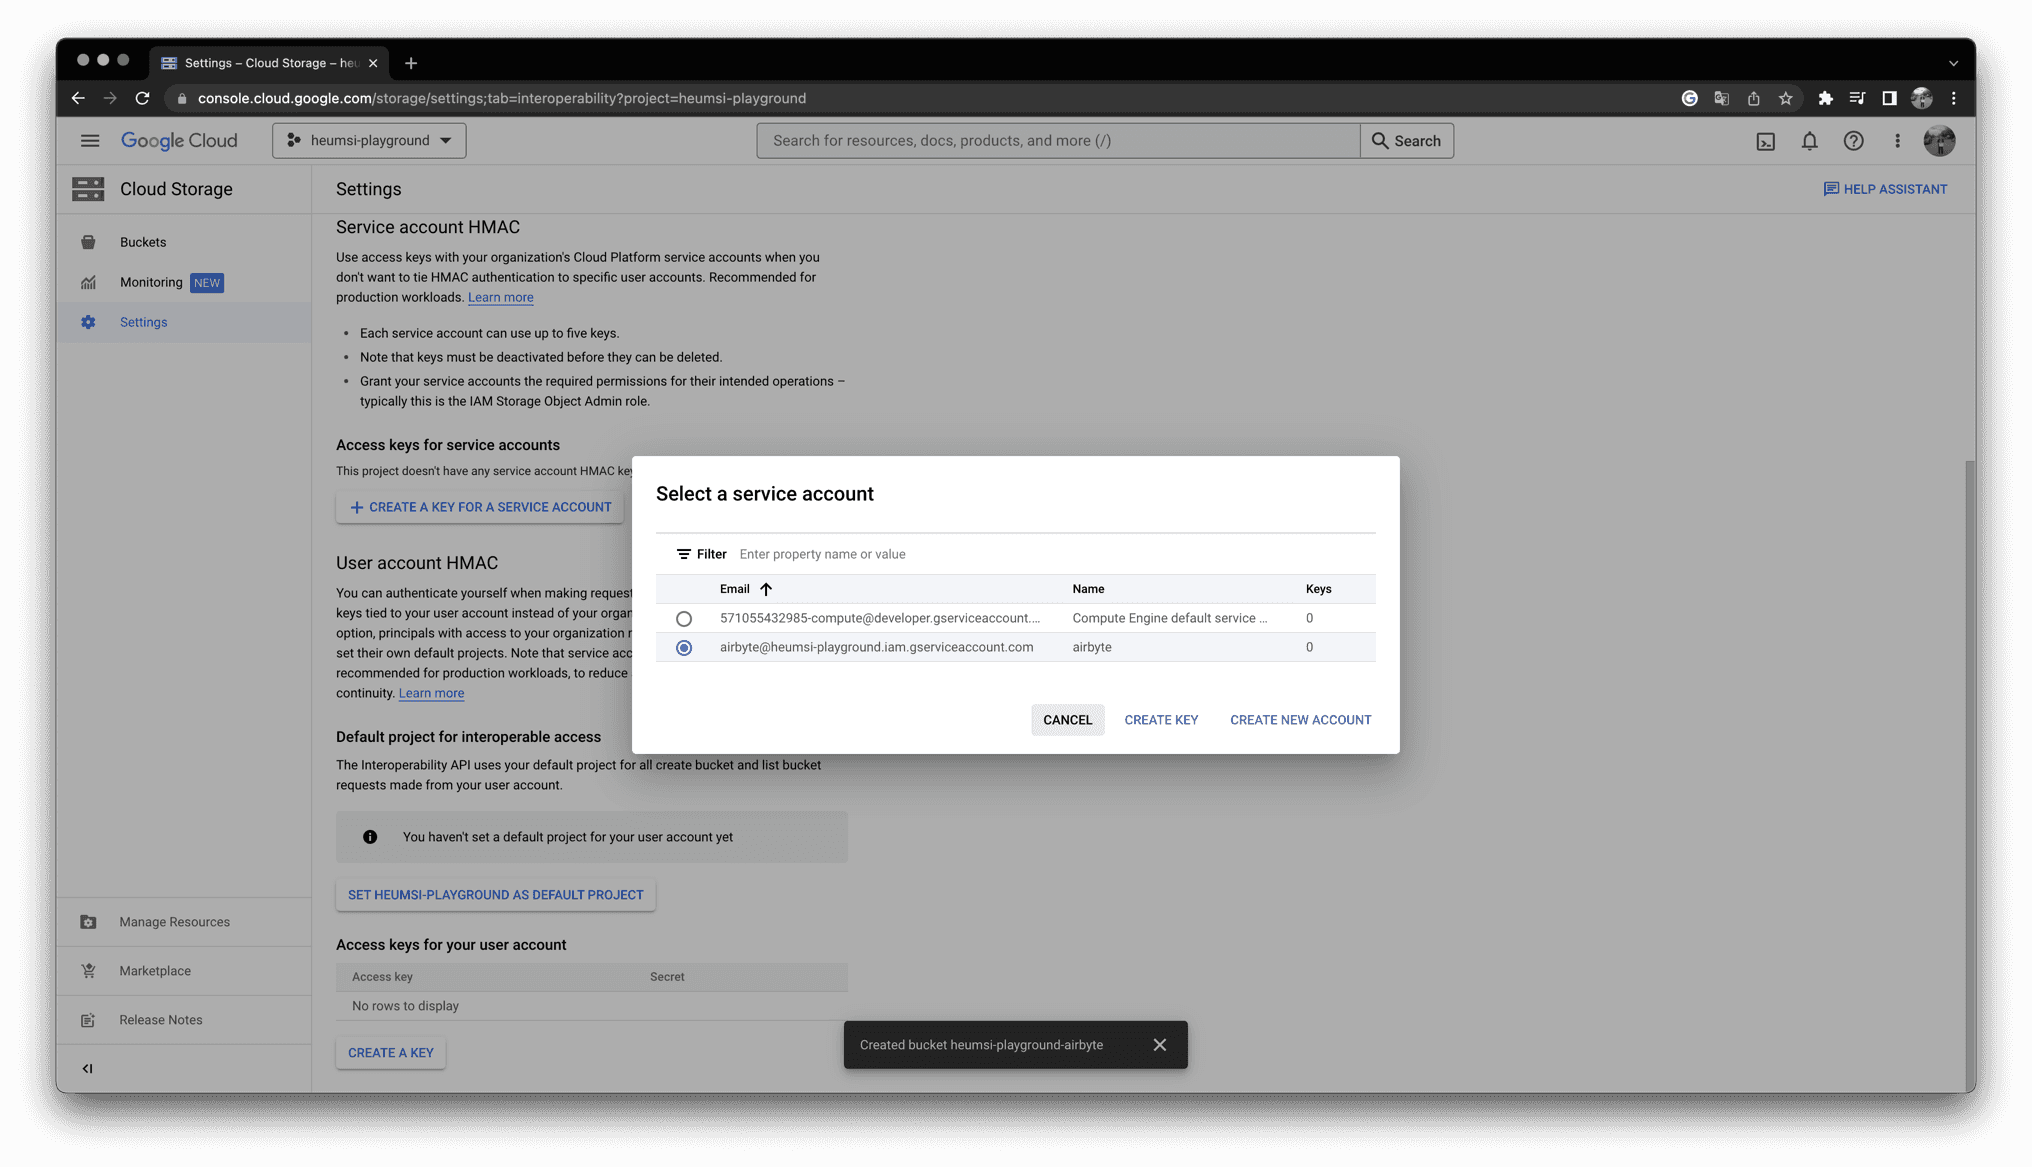 Settings – Cloud Storage – heu
console.cloud.google.com/storage/settings;tab=interoperability?project=heumsi-playground
Google Cloud
heumsi-playground
Search for resources, docs, products, and more (/)
Search
Cloud Storage
Settings
HELP ASSISTANT
Buckets
Monitoring NEW
Settings
Manage Resources
Marketplace
Release Notes
Service account HMAC
Use access keys with your organization's Cloud Platform service accounts when you
don't want to tie HMAC authentication to specific user accounts. Recommended for
production workloads. Learn more
• Each service account can use up to five keys.
• Note that keys must be deactivated before they can be deleted.
• Grant your service accounts the required permissions for their intended operations –
typically this is the IAM Storage Object Admin role.
Access keys for service accounts
This project doesn't have any service account HMAC key
+ CREATE A KEY FOR A SERVICE ACCOUNT
User account HMAC
You can authenticate yourself when making request
keys tied to your user account instead of your organ
option, principals with access to your organization
set their own default projects. Note that service acc
recommended for production workloads, to reduce
continuity. Learn more
Default project for interoperable access
The Interoperability API uses your default project for all create bucket and list bucket
requests made from your user account.
You haven't set a default project for your user account yet
SET HEUMSI-PLAYGROUND AS DEFAULT PROJECT
Access keys for your user account
Access key Secret
No rows to display
CREATE A KEY
Select a service account
Filter Enter property name or value
Email Name Keys
571055432985-compute@developer.gserviceaccount.... Compute Engine default service ... 0
airbyte@heumsi-playground.iam.gserviceaccount.com airbyte 0
CANCEL CREATE KEY CREATE NEW ACCOUNT
Created bucket heumsi-playground-airbyte